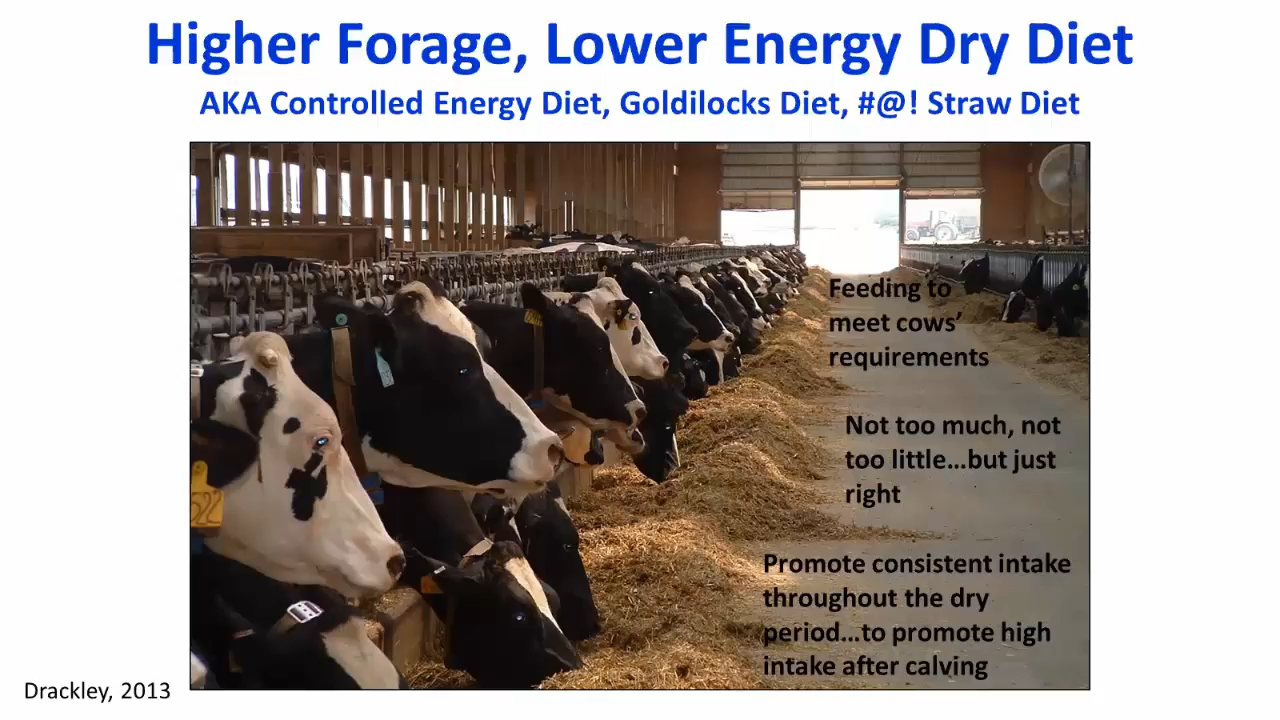 Higher Forage, Lower Energy Dry Diet
AKA Controlled Energy Diet, Goldilocks Diet, #@! Straw Diet
Feeding to
meet cows’
requirements
Not too much, not
too little…but just
right
Promote consistent intake
throughout the dry
period…to promote high
intake after calving
522
Drackley, 2013